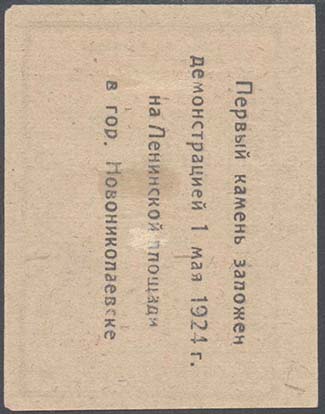 Первый камень заложен
демонстрацией 1 мая 1924 г.
на Ленинской площади
в гор. Новониколаевске